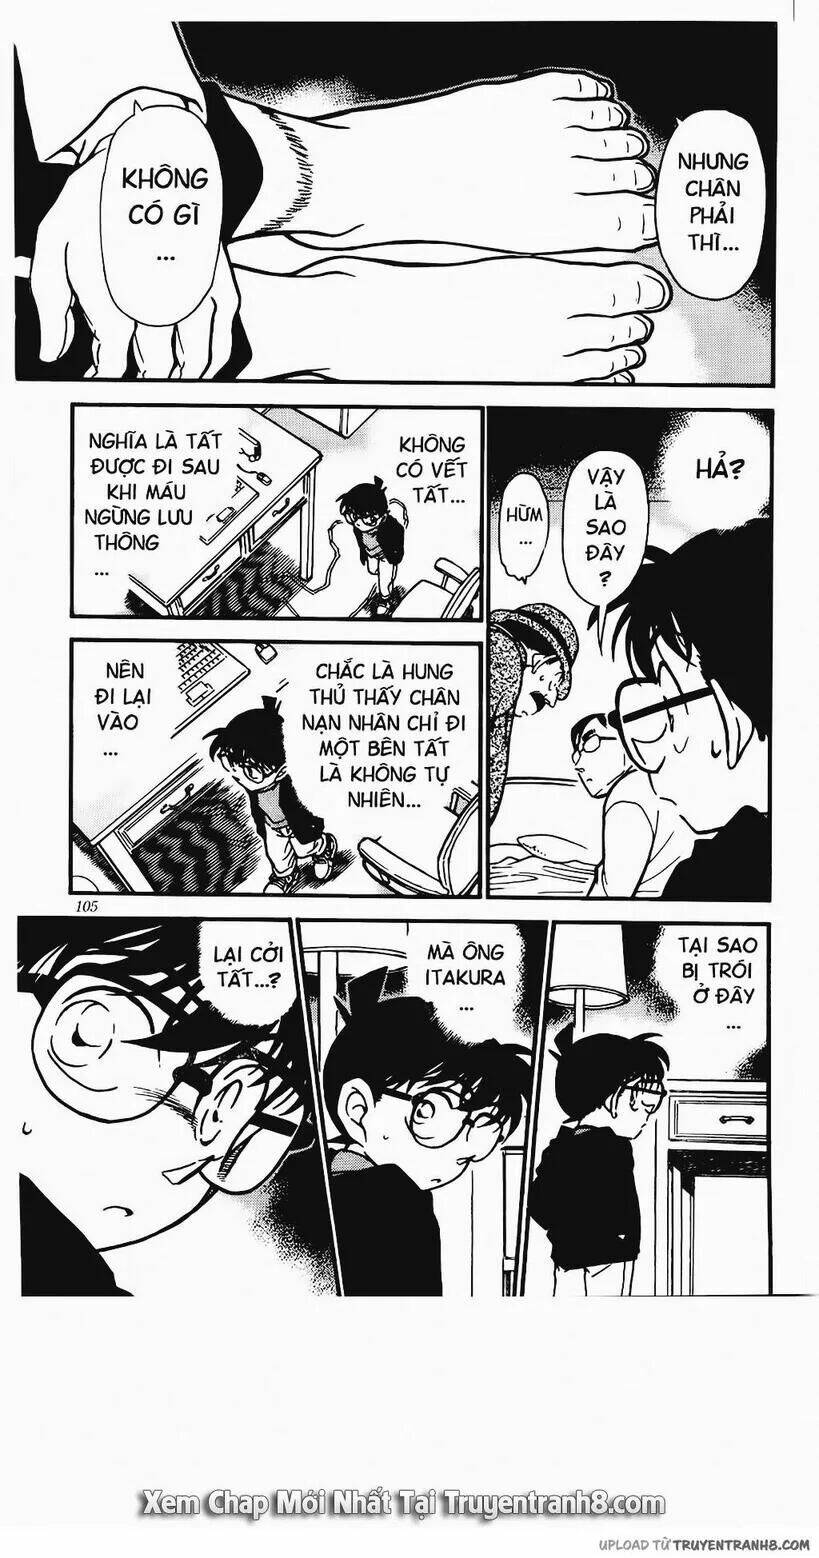 NHƯNG
CHÂN
PHẢI
THÌ...
KHÔNG
CÓ GÌ
...
HẢ?
VẬY
LÀ
SAO
ĐÂY
?
HỪM
...
KHÔNG
CÓ VẾT
TẤT...
NGHĨA LÀ TẤT
ĐƯỢC ĐI SAU
KHI MÁU
NGỪNG LƯU
THÔNG
...
CHẮC LÀ HUNG
THỦ THẤY CHÂN
NẠN NHÂN CHỈ ĐI
MỘT BÊN TẤT
LÀ KHÔNG TỰ
NHIÊN...
NÊN
ĐI LẠI
VÀO
...
105
TẠI SAO
BỊ TRÓI
Ở ĐÂY
...
MÀ ÔNG
ITAKURA
...
LẠI CỞI
TẤT...?
Xem Chap Mới Nhất Tại Truyentranh8.com
UPLOAD TỪ TRUYENTRANH8.COM